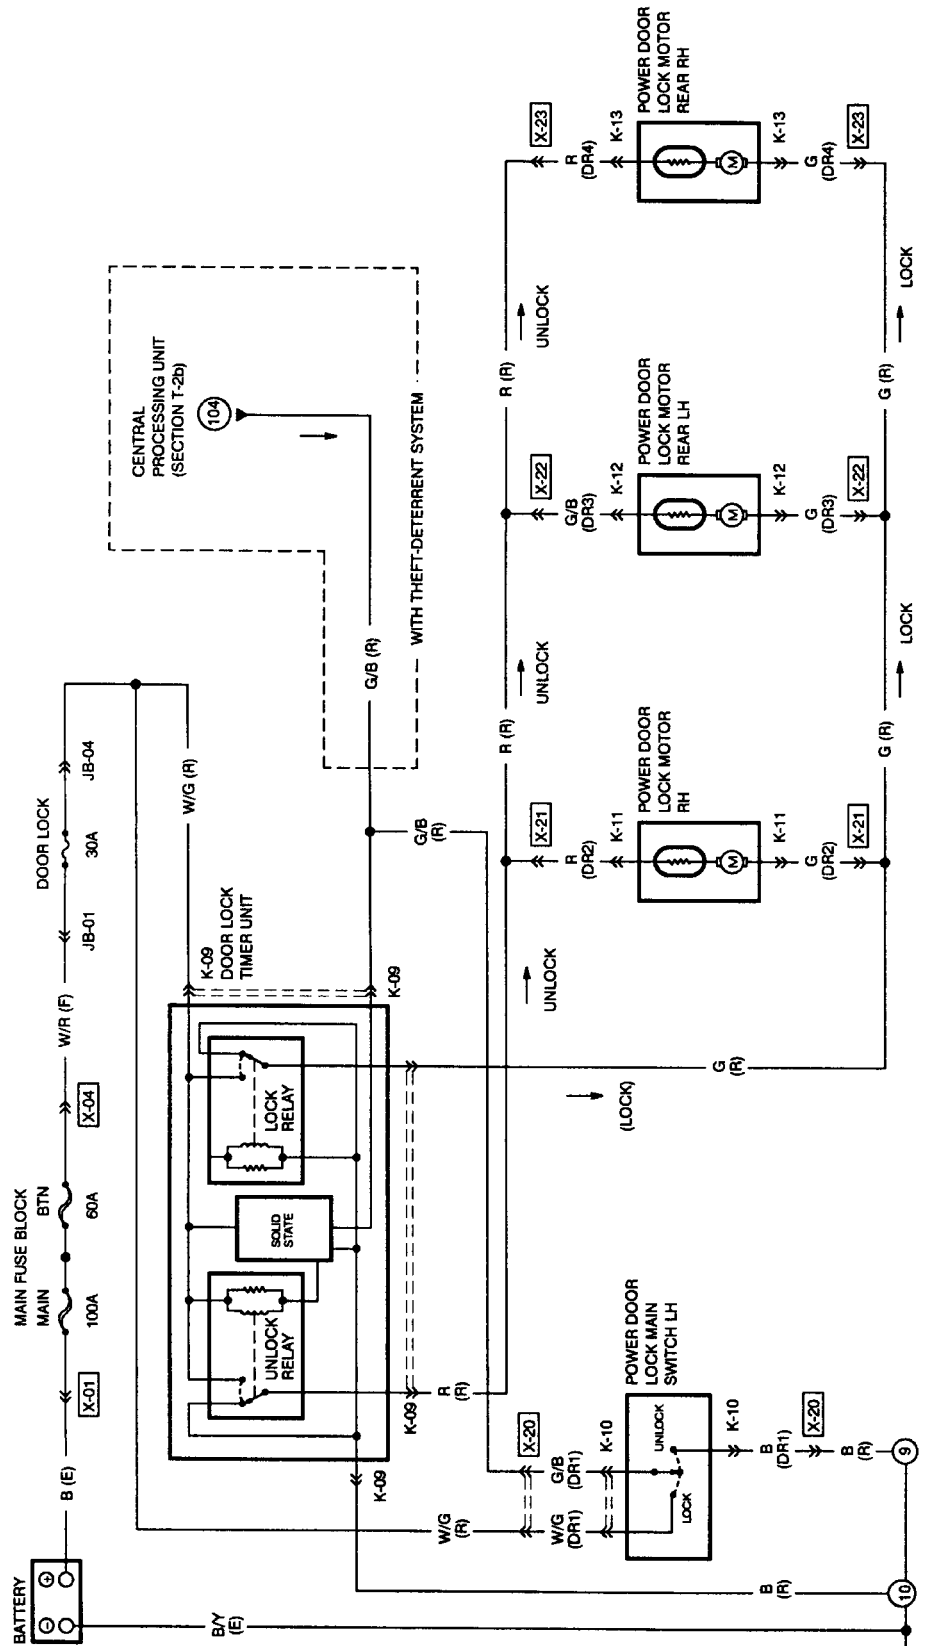 BATTERY
B (E)
X-01
MAIN FUSE BLOCK
MAIN
BTN
100A
60A
X-04
W/R (F)
JB-01
DOOR LOCK
30A
JB-04
B/Y
(E)
W/G (R)
K-09
DOOR LOCK
TIMER UNIT
K-09
UNLOCK
RELAY
SOLID
STATE
LOCK
RELAY
K-09
K-09
CENTRAL
PROCESSING UNIT
(SECTION T-2b)
104
WITH THEFT-DETERRENT SYSTEM
G/B (R)
G/B
(R)
R
(R)
G
(R)
(LOCK)
W/G
(R)
X-20
W/G
(DR1)
G/B
(DR1)
K-10
POWER DOOR
LOCK MAIN
SWITCH LH
LOCK
UNLOCK
K-10
B
(DR1)
X-20
B
(R)
9
B
(R)
10
UNLOCK
R (R)
UNLOCK
R (R)
UNLOCK
X-21
R
(DR2)
K-11
POWER DOOR
LOCK MOTOR
RH
M
K-11
G
(DR2)
X-21
X-22
G/B
(DR3)
K-12
POWER DOOR
LOCK MOTOR
REAR LH
M
K-12
G
(DR3)
X-22
X-23
R
(DR4)
K-13
POWER DOOR
LOCK MOTOR
REAR RH
M
K-13
G
(DR4)
X-23
G (R)
LOCK
G (R)
LOCK